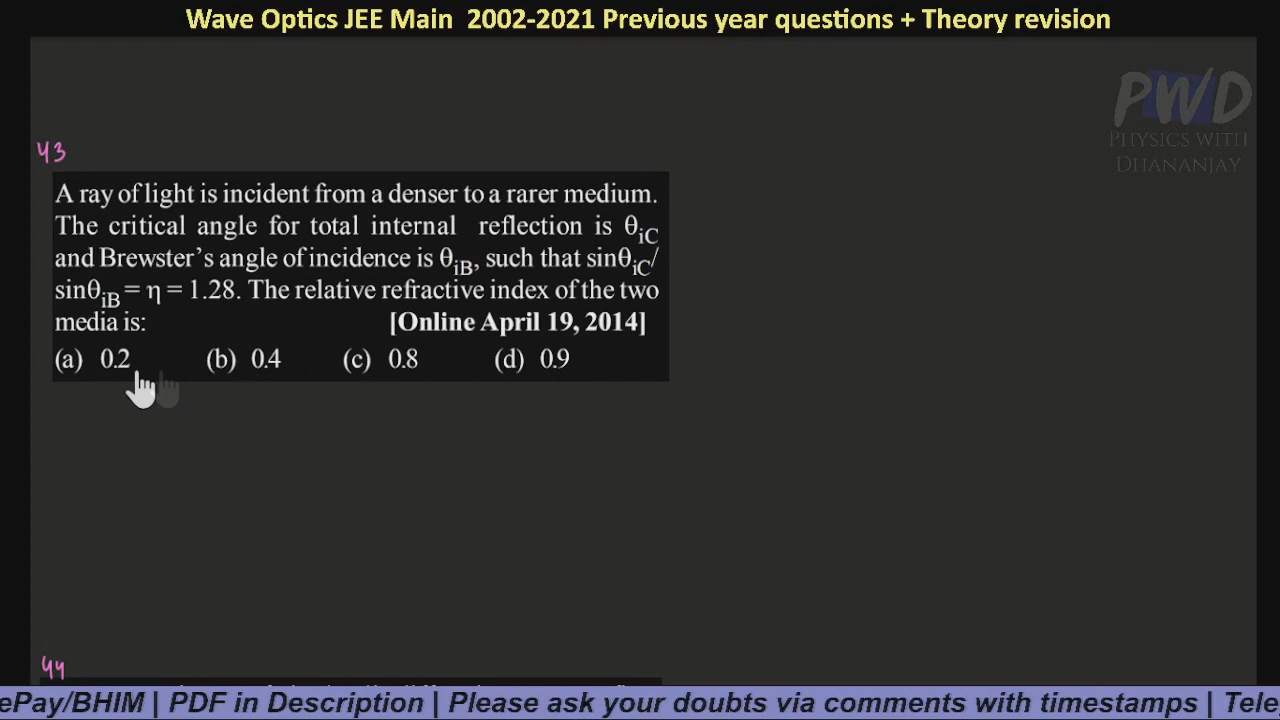 Wave Optics JEE Main 2002-2021 Previous year questions + Theory revision
PWD
PHYSICS WITH
DHANANJAY
43
A ray of light is incident from a denser to a rarer medium.
The critical angle for total internal reflection is θiC
and Brewster's angle of incidence is θiB, such that sinθiC/
sinθiB = η = 1.28. The relative refractive index of the two
media is: [Online April 19, 2014]
(a) 0.2 (b) 0.4 (c) 0.8 (d) 0.9
44
ePay/BHIM | PDF in Description | Please ask your doubts via comments with timestamps | Tele